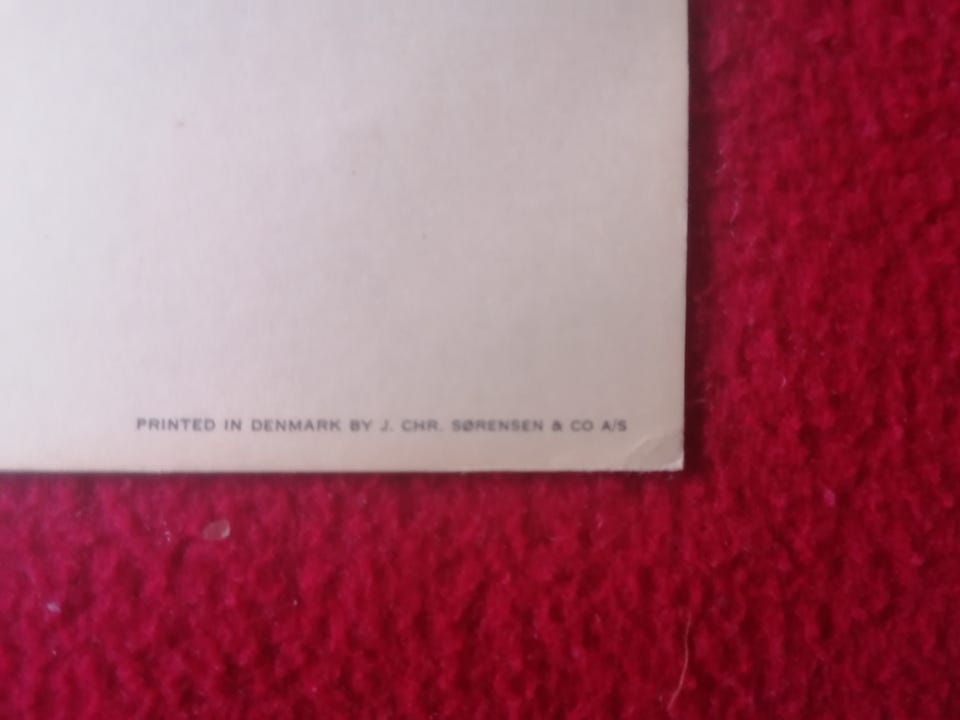 PRINTED IN DENMARK BY J. CHR. SØRENSEN & CO A/S